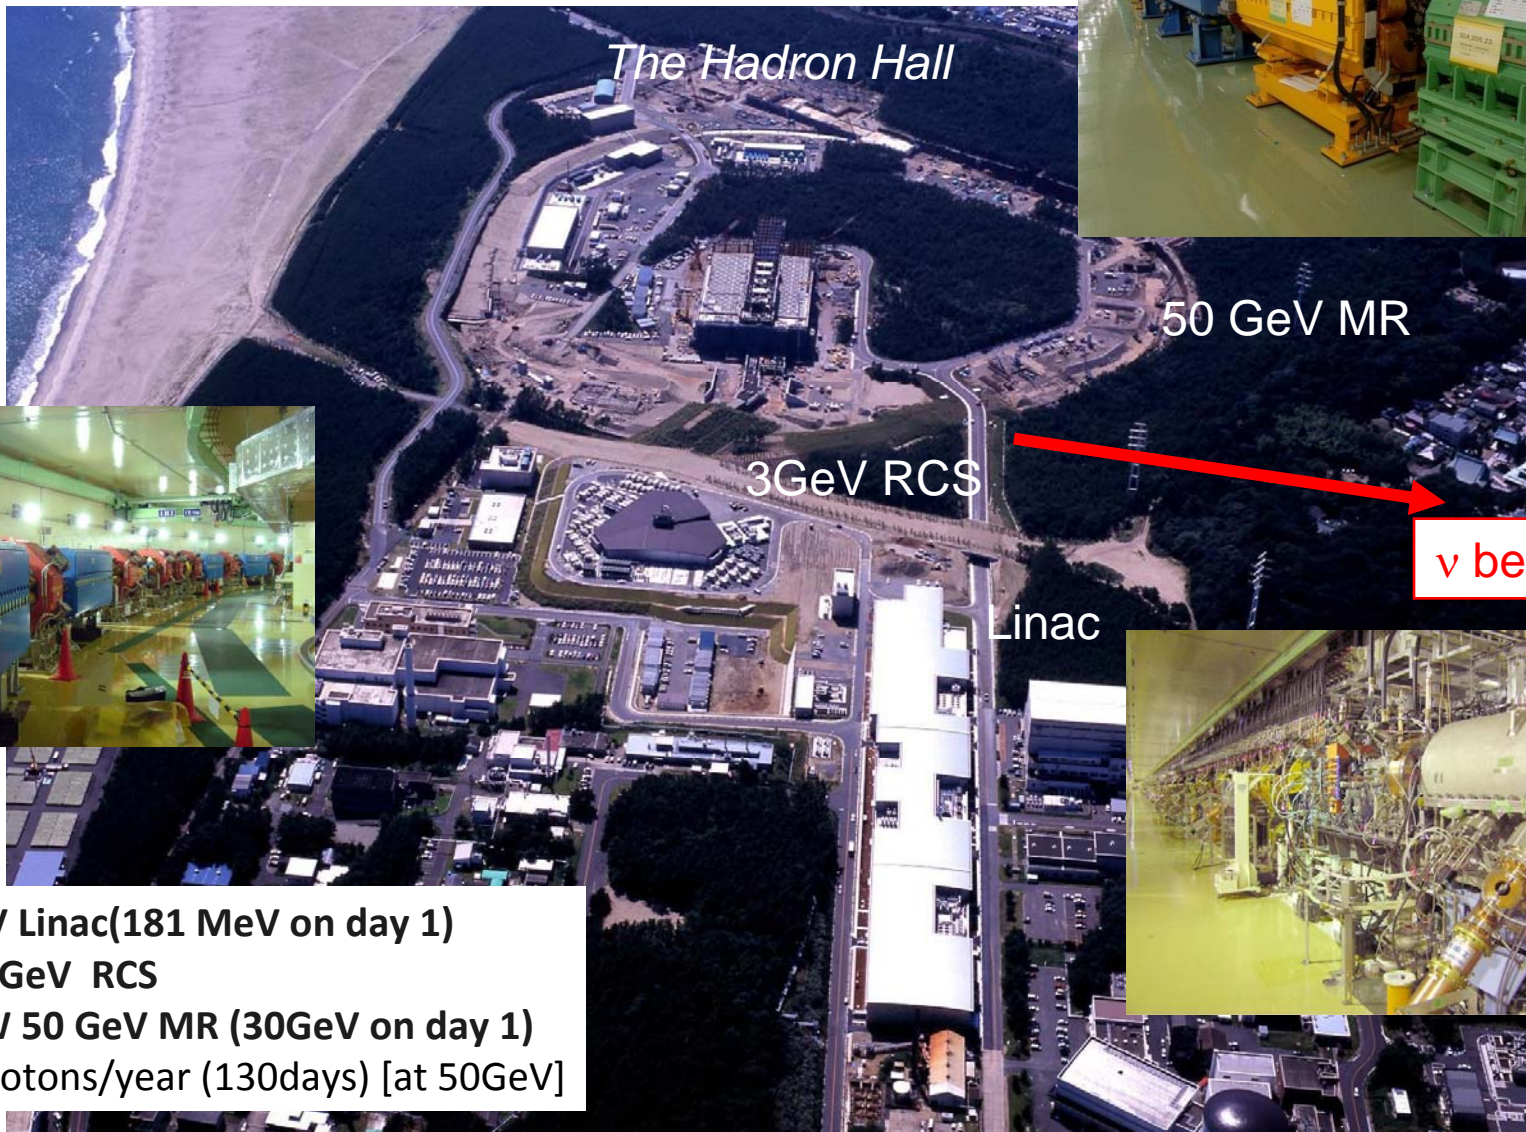 The Hadron Hall
50 GeV MR
3GeV RCS
ν be
Linac
V Linac(181 MeV on day 1)
GeV RCS
W 50 GeV MR (30GeV on day 1)
otons/year (130days) [at 50GeV]